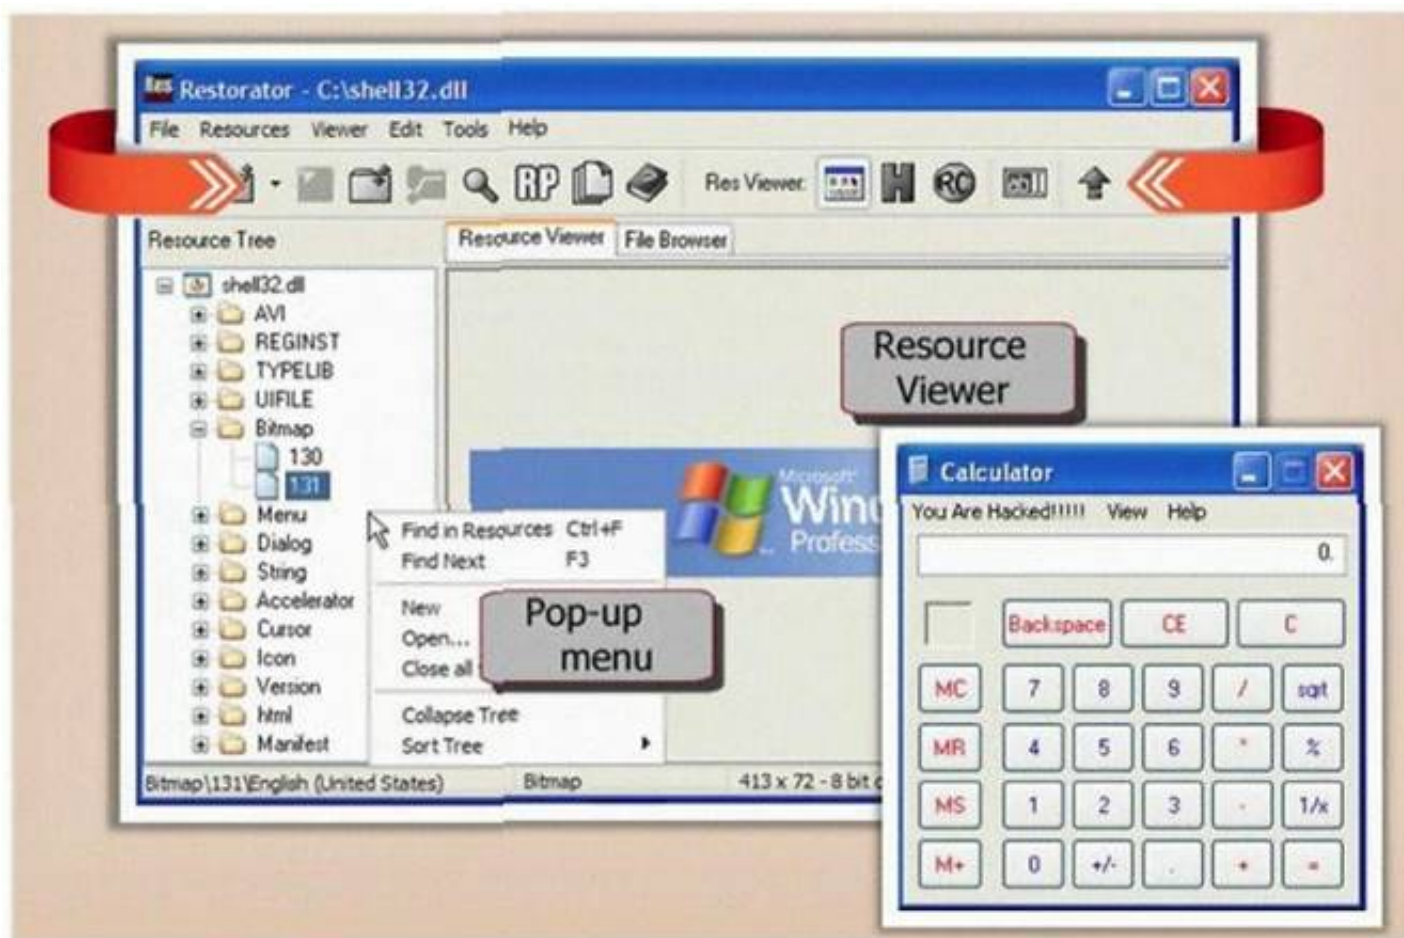 Restorator - C:\shell32.dll
File Resources Viewer Edit Tools Help
RP Res Viewer: H RC
Resource Tree
Resource Viewer File Browser
shell32.dll
AVI
REGINST
TYPELIB
UIFILE
Bitmap
130
131
Menu
Dialog
String
Accelerator
Cursor
Icon
Version
html
Manifest
Find in Resources Ctrl+F
Find Next F3
New
Open...
Close all
Collapse Tree
Sort Tree
Pop-up
menu
Resource
Viewer
Microsoft
Wind
Profess
Bitmap\131\English (United States) Bitmap 413 x 72 - 8 bit
Calculator
You Are Hacked!!!!! View Help
0.
Backspace CE C
MC 7 8 9 / sqrt
MR 4 5 6 * %
MS 1 2 3 - 1/x
M+ 0 +/- . + =